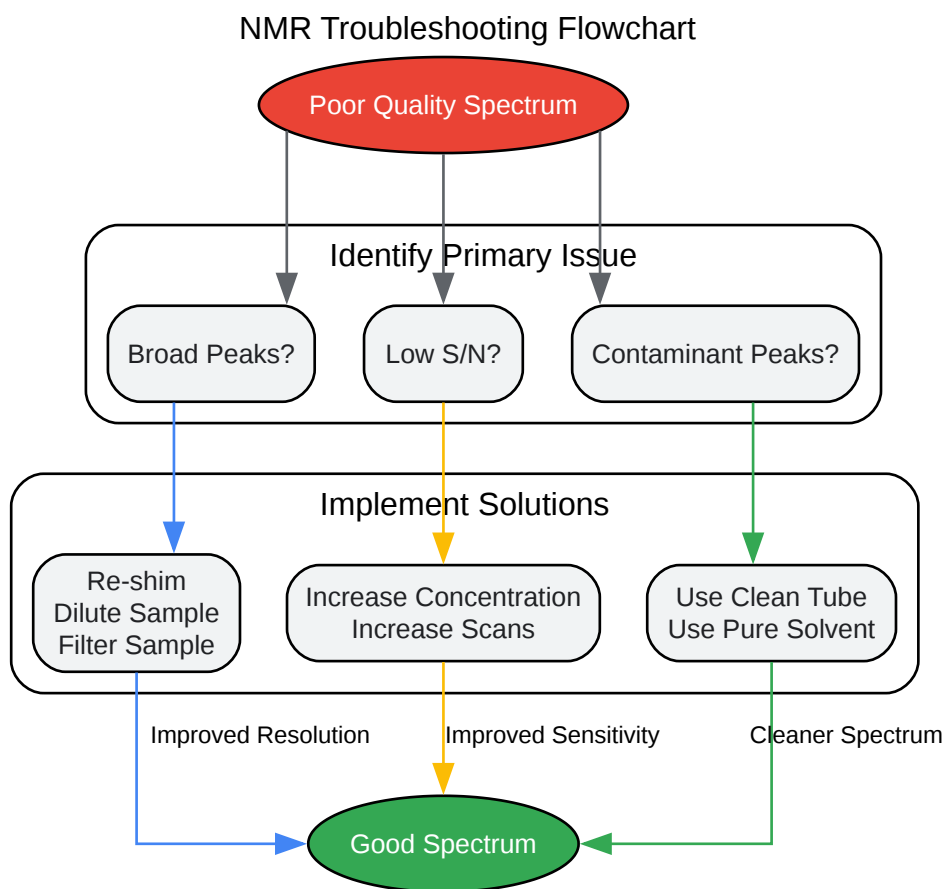 NMR Troubleshooting Flowchart
Poor Quality Spectrum
Identify Primary Issue
Broad Peaks?
Low S/N?
Contaminant Peaks?
Implement Solutions
Re-shim
Dilute Sample
Filter Sample
Increase Concentration
Increase Scans
Use Clean Tube
Use Pure Solvent
Improved Resolution
Improved Sensitivity
Cleaner Spectrum
Good Spectrum